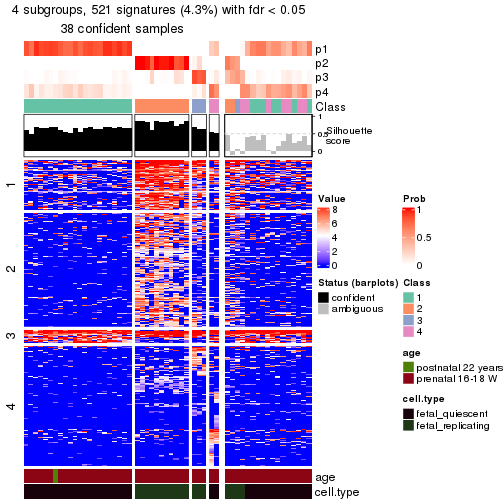 4 subgroups, 521 signatures (4.3%) with fdr < 0.05
38 confident samples
p1
p2
p3
p4
Class
1
0.5
0
Silhouette
score
1
2
3
4
age
cell.type
Value
8
6
4
2
0
Prob
1
0.5
0
Status (barplots)
confident
ambiguous
Class
1
2
3
4
age
postnatal 22 years
prenatal 16-18 W
cell.type
fetal_quiescent
fetal_replicating